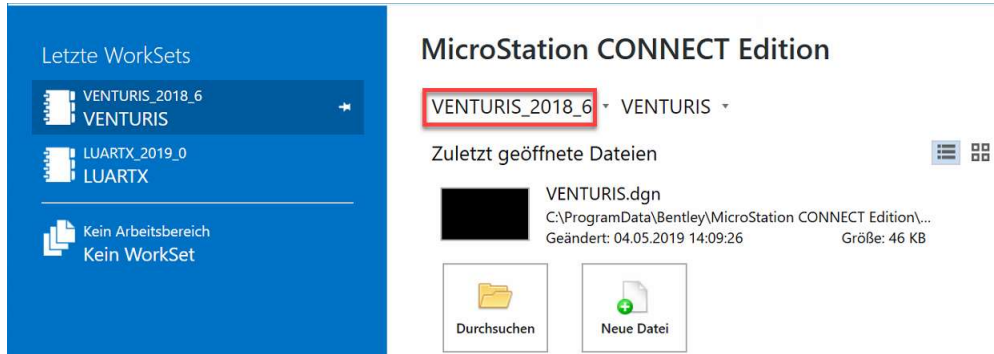 Letzte WorkSets
VENTURIS_2018_6
VENTURIS
LUARTX_2019_0
LUARTX
Kein Arbeitsbereich
Kein WorkSet
MicroStation CONNECT Edition
VENTURIS_2018_6 VENTURIS
Zuletzt geöffnete Dateien
VENTURIS.dgn
C:\ProgramData\Bentley\MicroStation CONNECT Edition\...
Geändert: 04.05.2019 14:09:26 Größe: 46 KB
Durchsuchen
Neue Datei